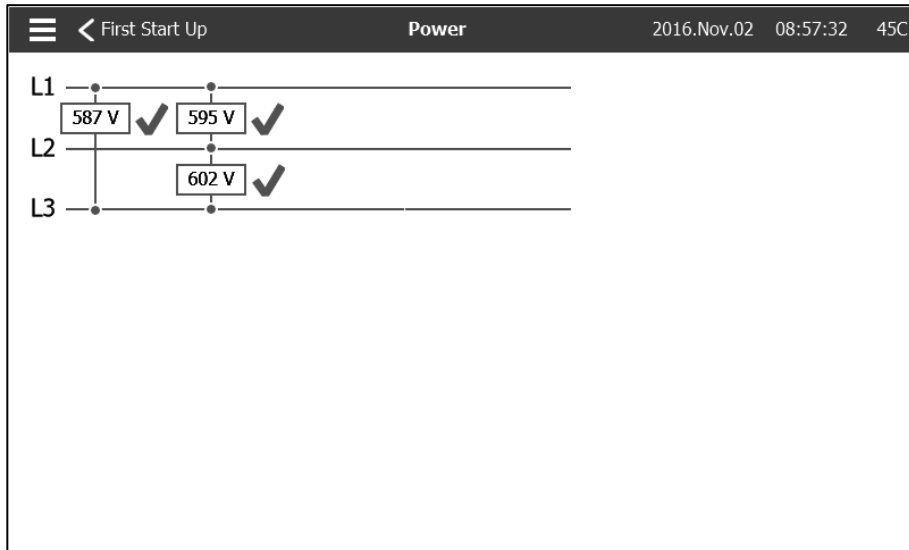 First Start Up Power 2016.Nov.02 08:57:32 45C
L1
587 V 595 V
L2
602 V
L3